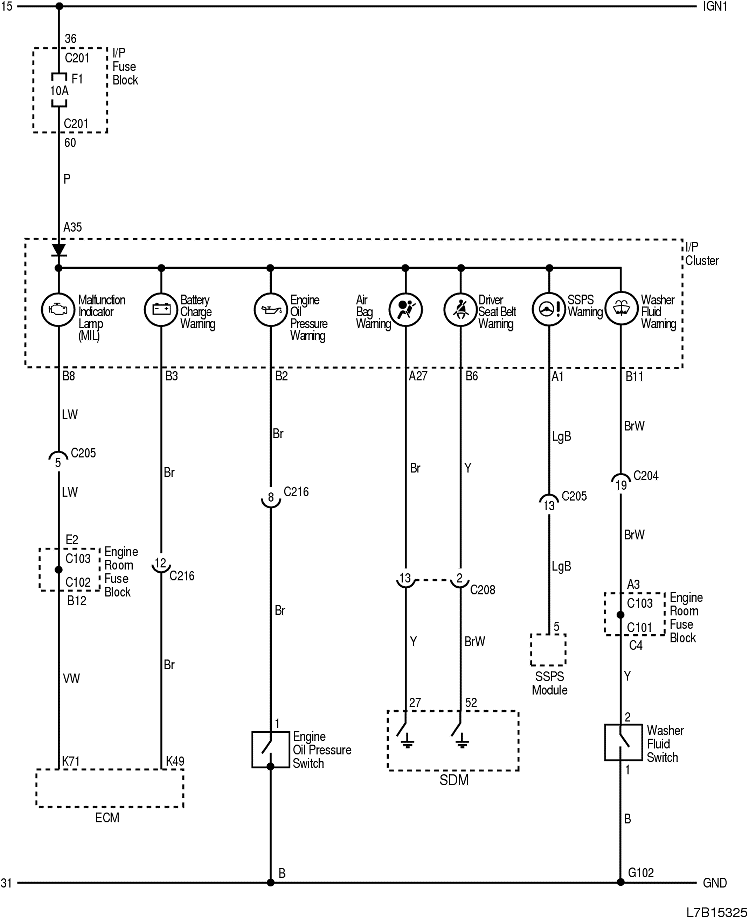 15
IGN1
36
C201
I/P
Fuse
Block
F1
10A
C201
60
P
A35
I/P
Cluster
Malfunction
Indicator
Lamp
(MIL)
Battery
Charge
Warning
Engine
Oil
Pressure
Warning
Air
Bag
Warning
Driver
Seat Belt
Warning
SSPS
Warning
Washer
Fluid
Warning
B8
B3
B2
A27
B6
A1
B11
LW
Br
Br
Br
Y
LgB
BrW
5
C205
8
C216
13
C205
19
C204
LW
BrW
E2
C103
C102
B12
Engine
Room
Fuse
Block
12
C216
13
2
C208
LgB
A3
C103
C101
C4
Engine
Room
Fuse
Block
Br
Y
BrW
5
SSPS
Module
VW
Br
Y
27
52
1
Engine
Oil Pressure
Switch
2
Washer
Fluid
Switch
1
K71
K49
ECM
SDM
B
B
31
G102
GND
L7B15325